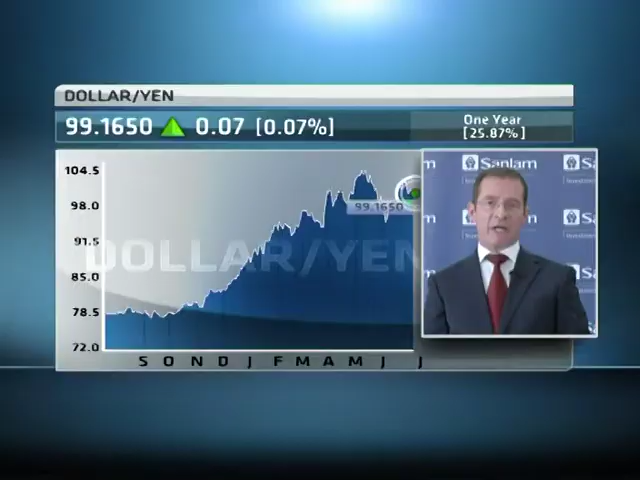 DOLLAR/YEN
99.1650 0.07 [0.07%]
One Year
[25.87%]
104.5
98.0
91.5
85.0
78.5
72.0
99.1650
DOLLAR/YEN
S O N D J F M A M J J
Sanlam